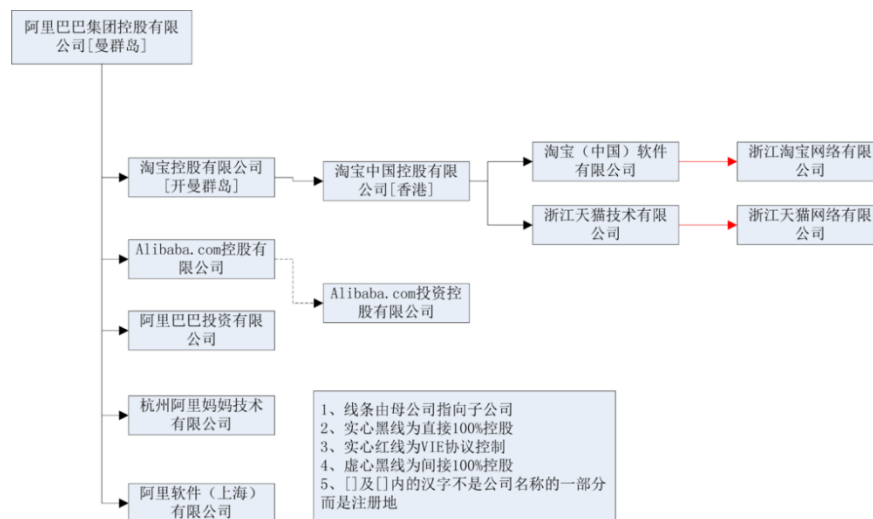 阿里巴巴集团控股有限
公司[曼群岛]
淘宝控股有限公司
[开曼群岛]
淘宝中国控股有限
公司[香港]
淘宝（中国）软件
有限公司
浙江淘宝网络有限
公司
浙江天猫技术有限
公司
浙江天猫网络有限
公司
Alibaba.com控股有
限公司
Alibaba.com投资控
股有限公司
阿里巴巴投资有限
公司
杭州阿里妈妈技术
有限公司
阿里软件（上海）
有限公司
1、线条由母公司指向子公司
2、实心黑线为直接100%控股
3、实心红线为VIE协议控制
4、虚心黑线为间接100%控股
5、[]及[]内的汉字不是公司名称的一部分
而是注册地